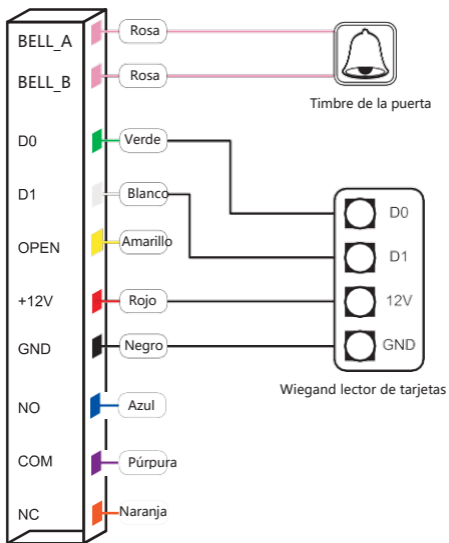 BELL_A
Rosa
BELL_B
Rosa
Timbre de la puerta
D0
Verde
D1
Blanco
OPEN
Amarillo
+12V
Rojo
GND
Negro
NO
Azul
COM
Púrpura
NC
Naranja
D0
D1
12V
GND
Wiegand lector de tarjetas